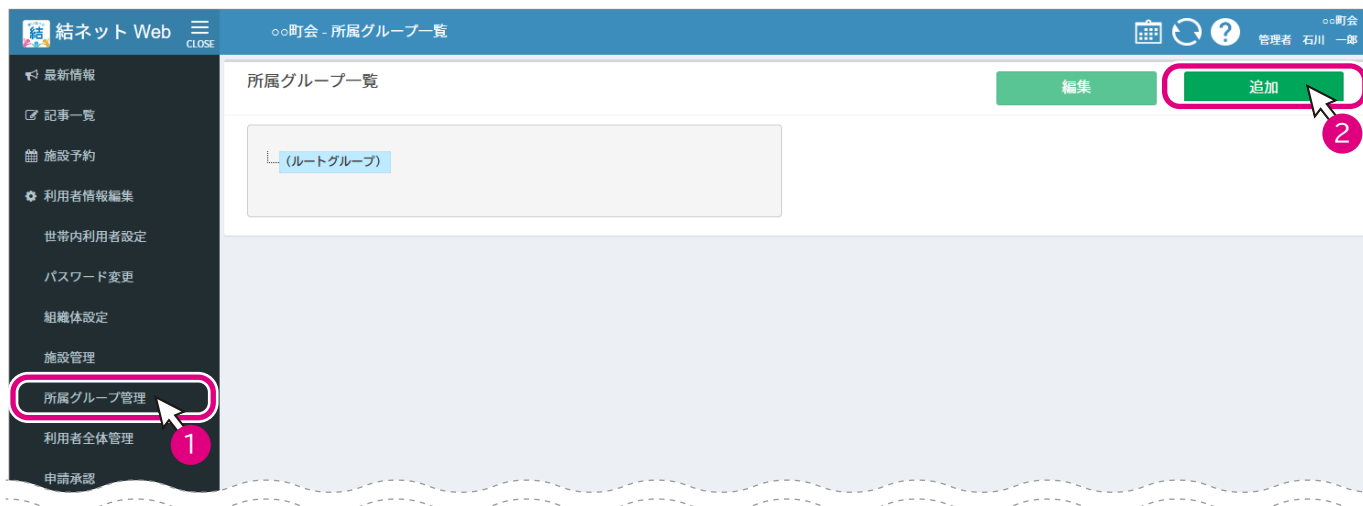 結ネット Web
CLOSE
○○町会 - 所属グループ一覧
○○町会
管理者 石川 一郎
最新情報
記事一覧
施設予約
利用者情報編集
世帯内利用者設定
パスワード変更
組織体設定
施設管理
所属グループ管理
1
利用者全体管理
申請承認
所属グループ一覧
編集
追加
2
(ルートグループ)